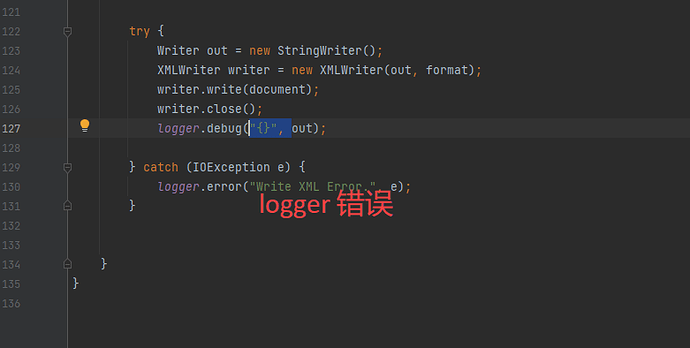 121
122 try {
123 Writer out = new StringWriter();
124 XMLWriter writer = new XMLWriter(out, format);
125 writer.write(document);
126 writer.close();
127 logger.debug("{}", out);
128
129 } catch (IOException e) {
130 logger.error("Write XML Error.", e);
131 }
logger 错误
132
133
134 }
135 }
136